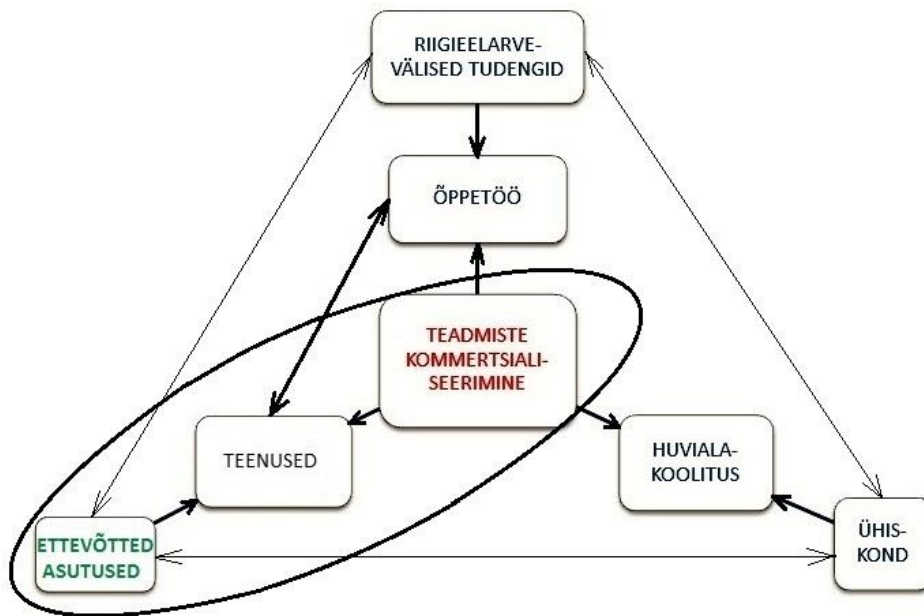 RIIGIEELARVE-
VÄLISED TUDENGID
ÕPPETÖÖ
TEADMISTE
KOMMERTSIALI-
SEERIMINE
TEENUSED
HUVIALA-
KOOLITUS
ETTEVÕTTED
ASUTUSED
ÜHIS-
KOND